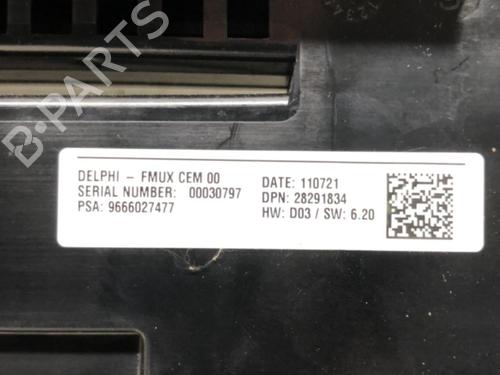 B-PARTS
DELPHI – FMUX CEM 00
SERIAL NUMBER: 00030797
PSA: 9666027477
DATE: 110721
DPN: 28291834
HW: D03 / SW: 6.20